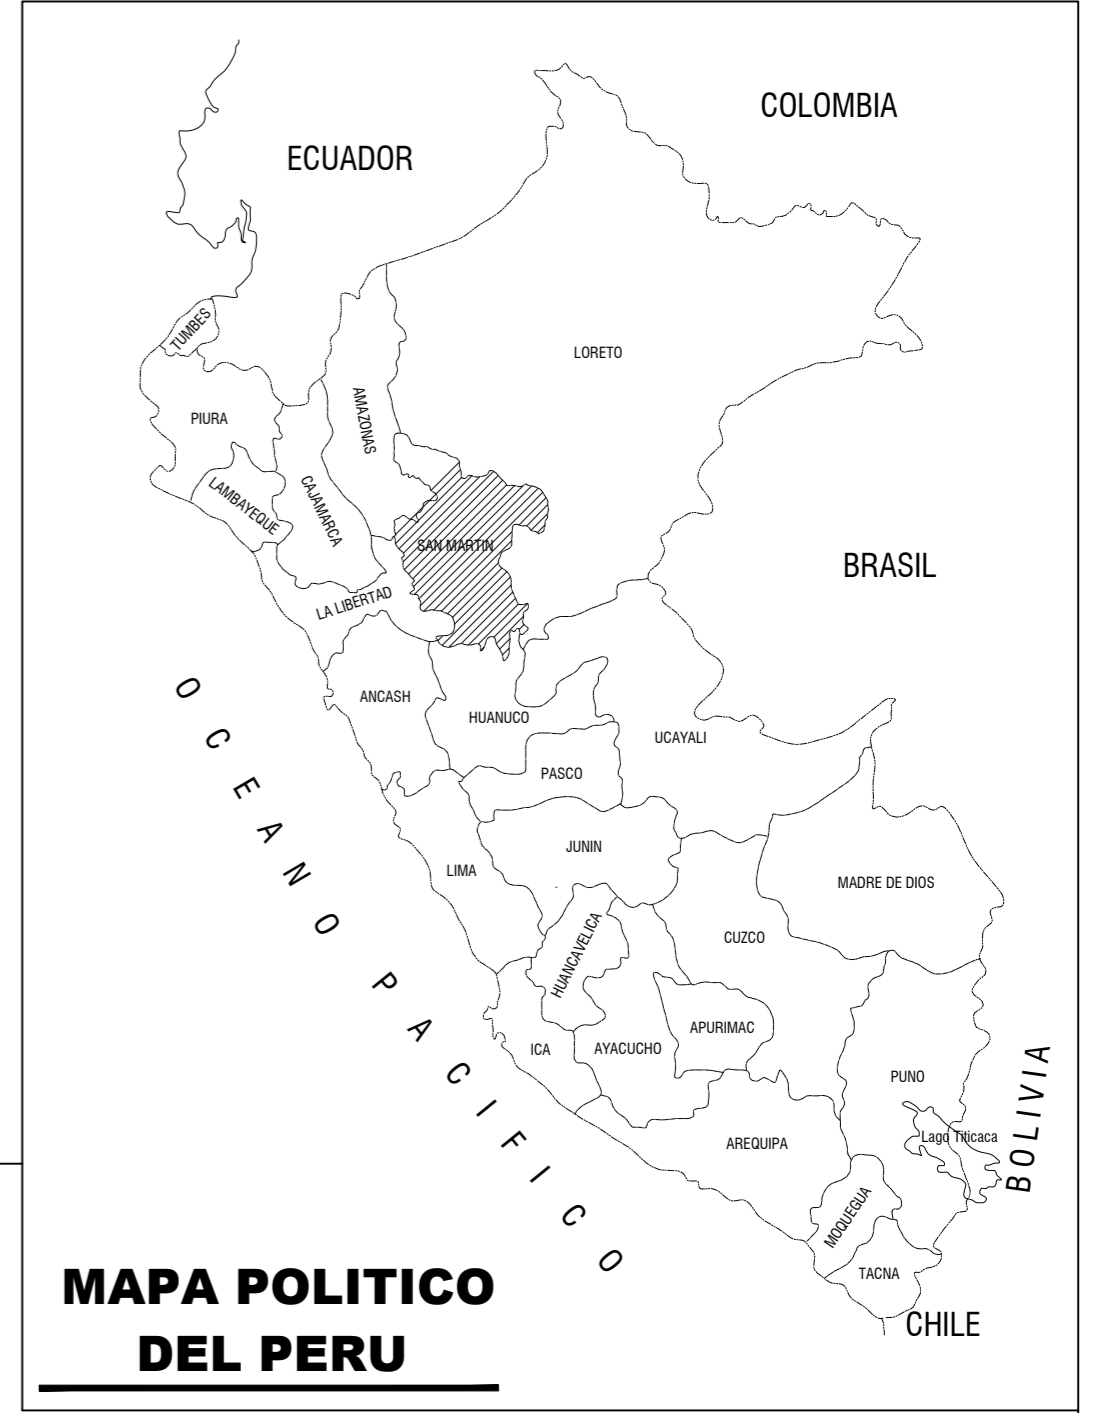 COLOMBIA
ECUADOR
TUMBES
LORETO
PIURA
AMAZONAS
LAMBAYEQUE
CAJAMARCA
SAN MARTIN
BRASIL
LA LIBERTAD
ANCASH
HUANUCO
UCAYALI
PASCO
JUNIN
LIMA
MADRE DE DIOS
CUZCO
HUANCAVELICA
APURIMAC
ICA
AYACUCHO
PUNO
Lago Titicaca
BOLIVIA
AREQUIPA
MOQUEGUA
TACNA
CHILE
OCEANO PACIFICO
MAPA POLITICO
DEL PERU